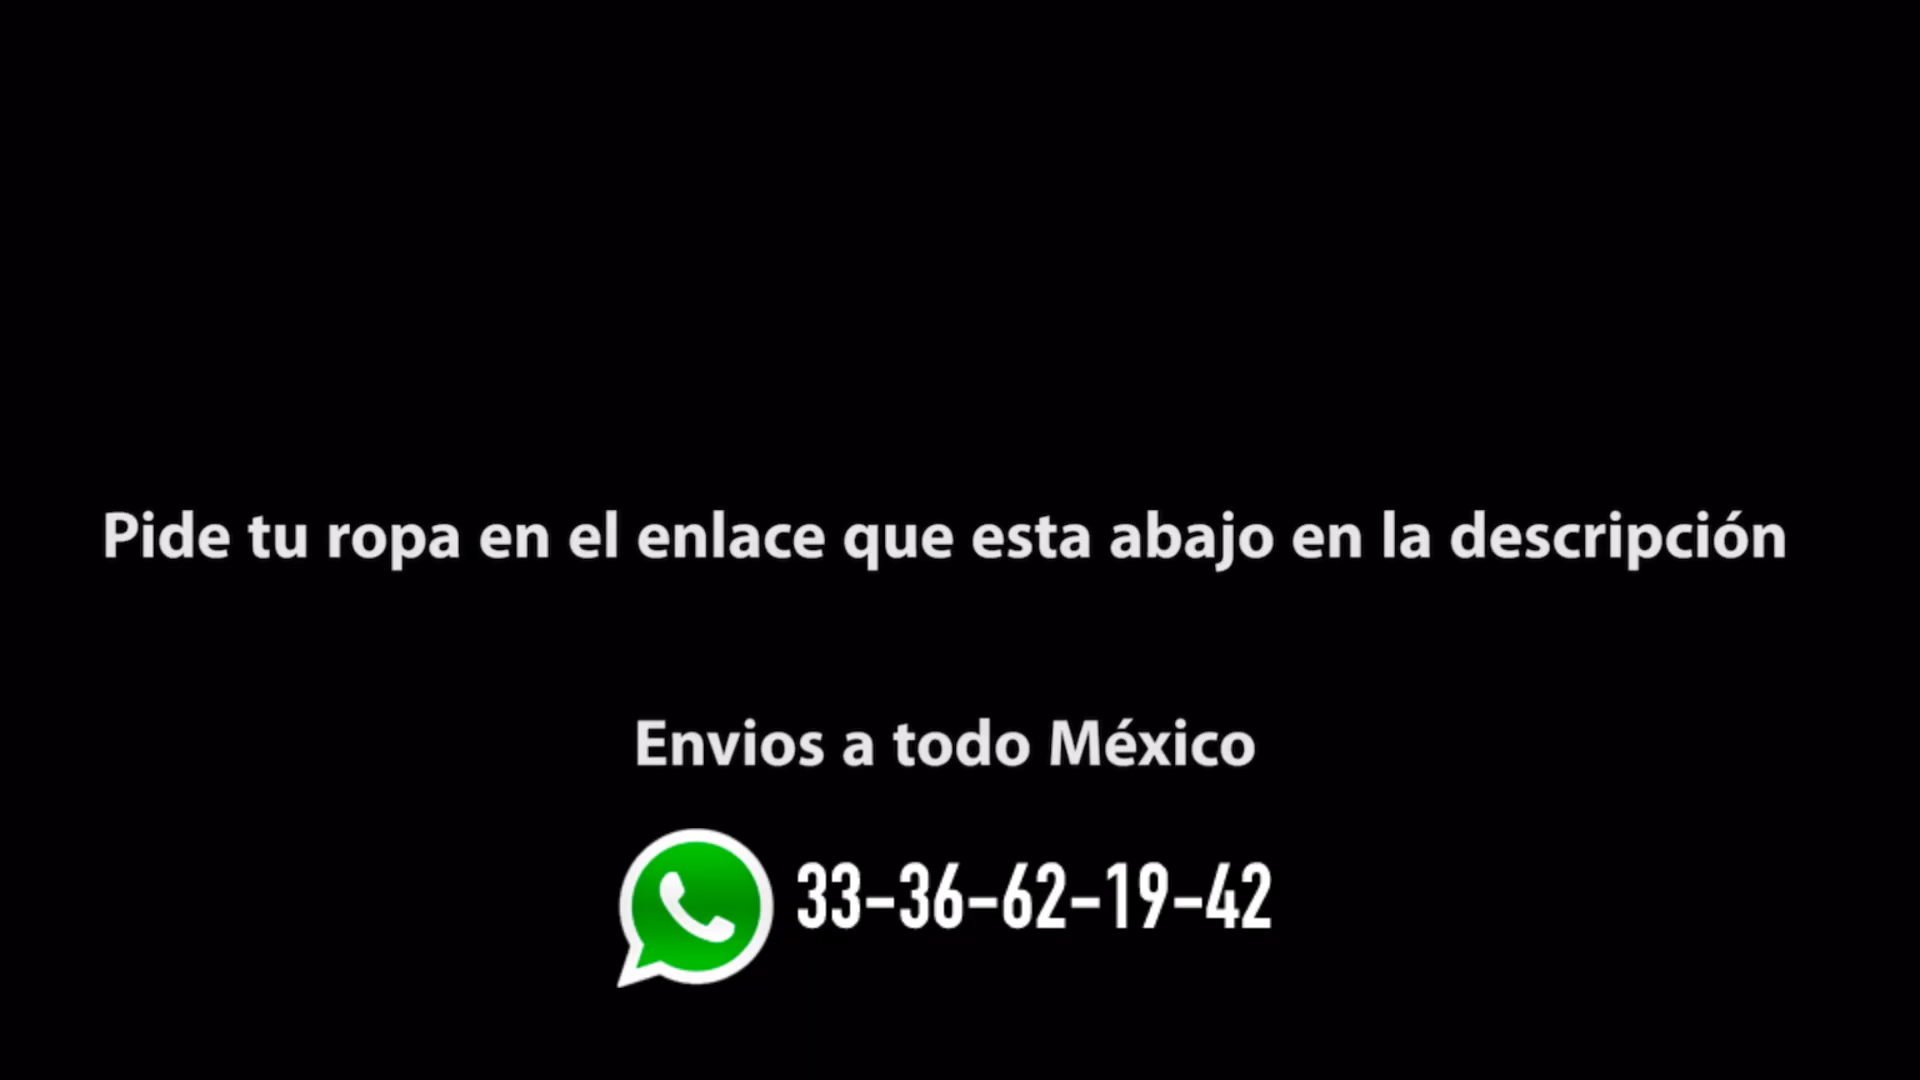 Pide tu ropa en el enlace que esta abajo en la descripción
Envios a todo México
33-36-62-19-42